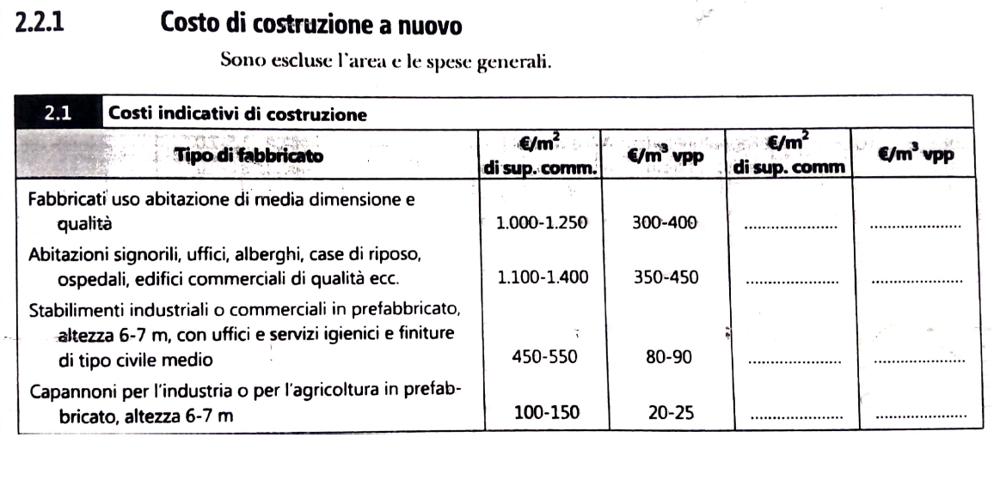 2.2.1 Costo di costruzione a nuovo
Sono escluse l'area e le spese generali.
2.1 Costi indicativi di costruzione
Tipo di fabbricato €/m² di sup. comm. €/m³ vpp €/m² di sup. comm €/m³ vpp
Fabbricati uso abitazione di media dimensione e
qualità 1.000-1.250 300-400 ..................... .....................
Abitazioni signorili, uffici, alberghi, case di riposo,
ospedali, edifici commerciali di qualità ecc. 1.100-1.400 350-450 ..................... .....................
Stabilimenti industriali o commerciali in prefabbricato,
altezza 6-7 m, con uffici e servizi igienici e finiture
di tipo civile medio 450-550 80-90 ..................... .....................
Capannoni per l'industria o per l'agricoltura in prefab-
bricato, altezza 6-7 m 100-150 20-25 ..................... .....................